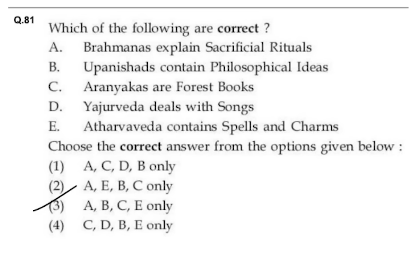 Q.81 Which of the following are correct ?
A. Brahmanas explain Sacrificial Rituals
B. Upanishads contain Philosophical Ideas
C. Aranyakas are Forest Books
D. Yajurveda deals with Songs
E. Atharvaveda contains Spells and Charms
Choose the correct answer from the options given below :
(1) A, C, D, B only
(2) A, E, B, C only
(3) A, B, C, E only
(4) C, D, B, E only